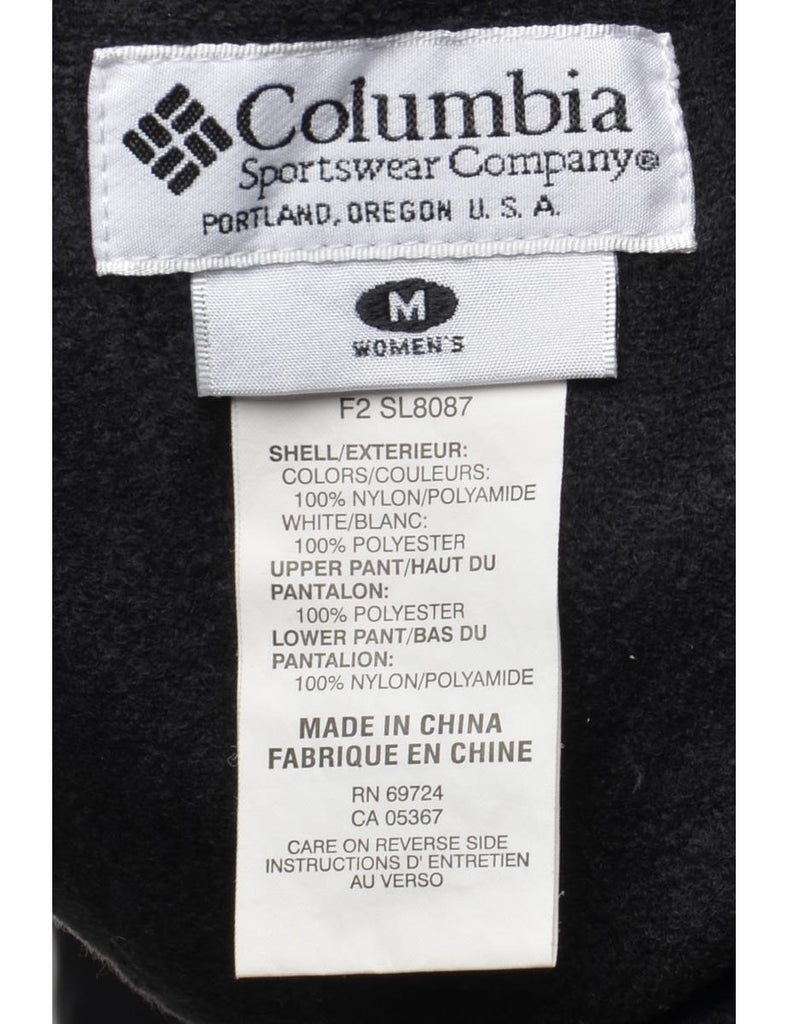 Columbia
Sportswear Company®
PORTLAND, OREGON U. S. A.
M
WOMEN'S
F2 SL8087
SHELL/EXTERIEUR:
COLORS/COULEURS:
100% NYLON/POLYAMIDE
WHITE/BLANC:
100% POLYESTER
UPPER PANT/HAUT DU
PANTALON:
100% POLYESTER
LOWER PANT/BAS DU
PANTALION:
100% NYLON/POLYAMIDE
MADE IN CHINA
FABRIQUE EN CHINE
RN 69724
CA 05367
CARE ON REVERSE SIDE
INSTRUCTIONS D' ENTRETIEN
AU VERSO